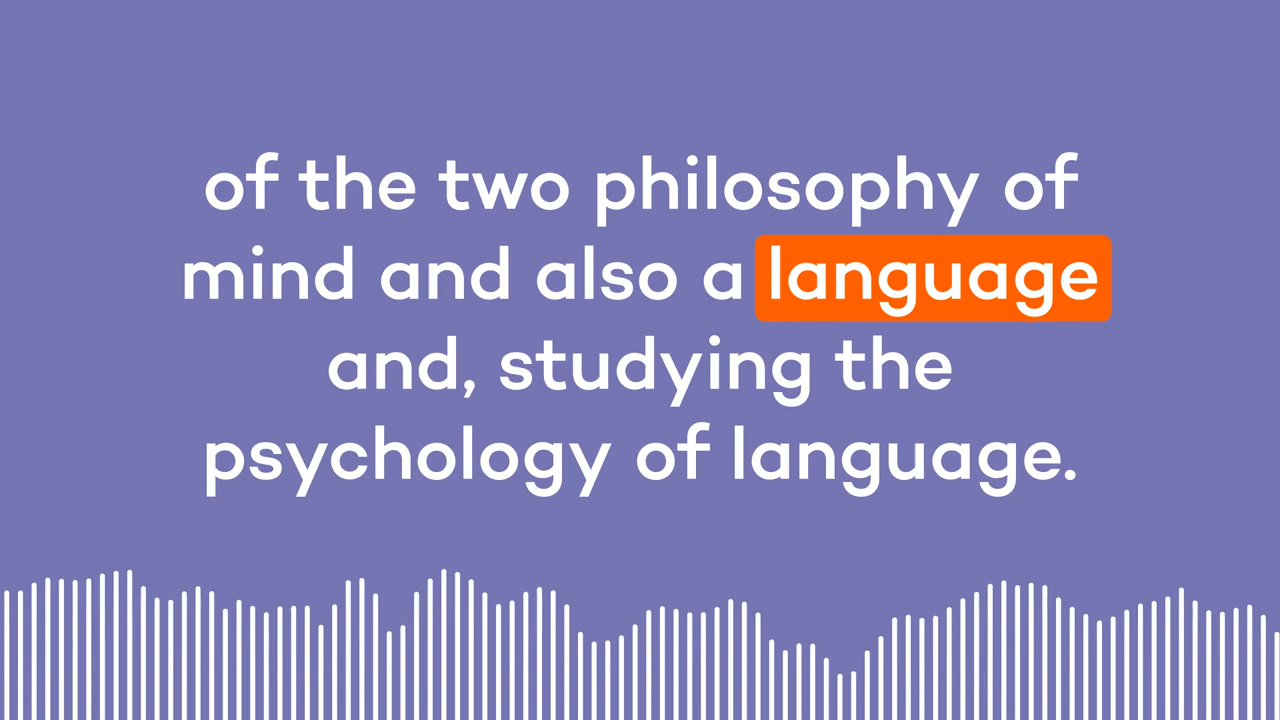 of the two philosophy of
mind and also a language
and, studying the
psychology of language.